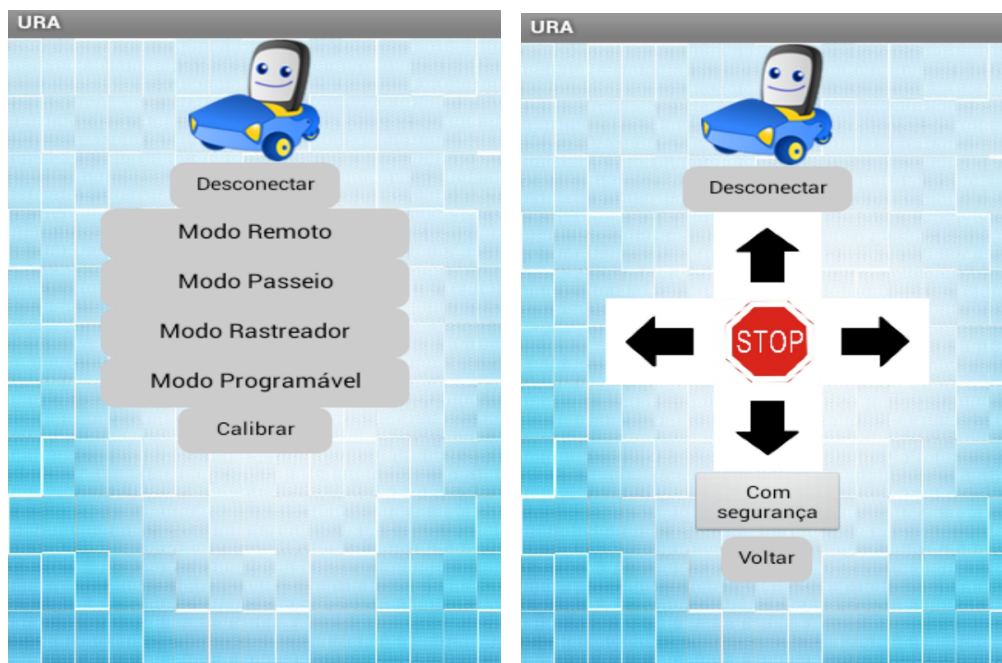 URA
Desconectar
Modo Remoto
Modo Passeio
Modo Rastreador
Modo Programável
Calibrar
URA
Desconectar
STOP
Com
segurança
Voltar